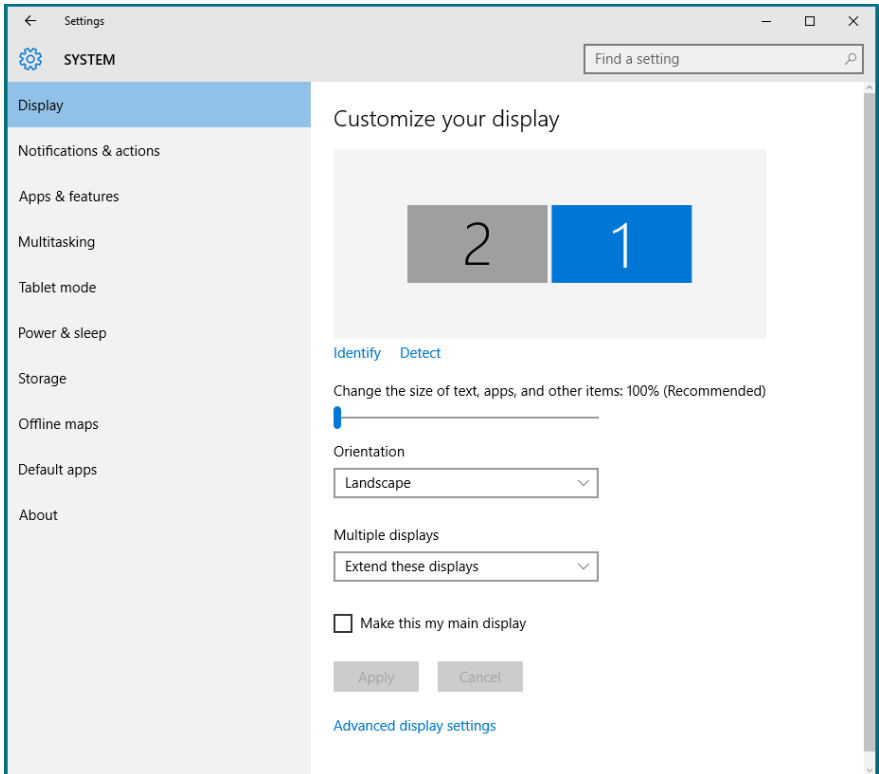 Settings
SYSTEM
Find a setting
Display
Notifications & actions
Apps & features
Multitasking
Tablet mode
Power & sleep
Storage
Offline maps
Default apps
About
Customize your display
2 1
Identify Detect
Change the size of text, apps, and other items: 100% (Recommended)
Orientation
Landscape
Multiple displays
Extend these displays
Make this my main display
Apply Cancel
Advanced display settings